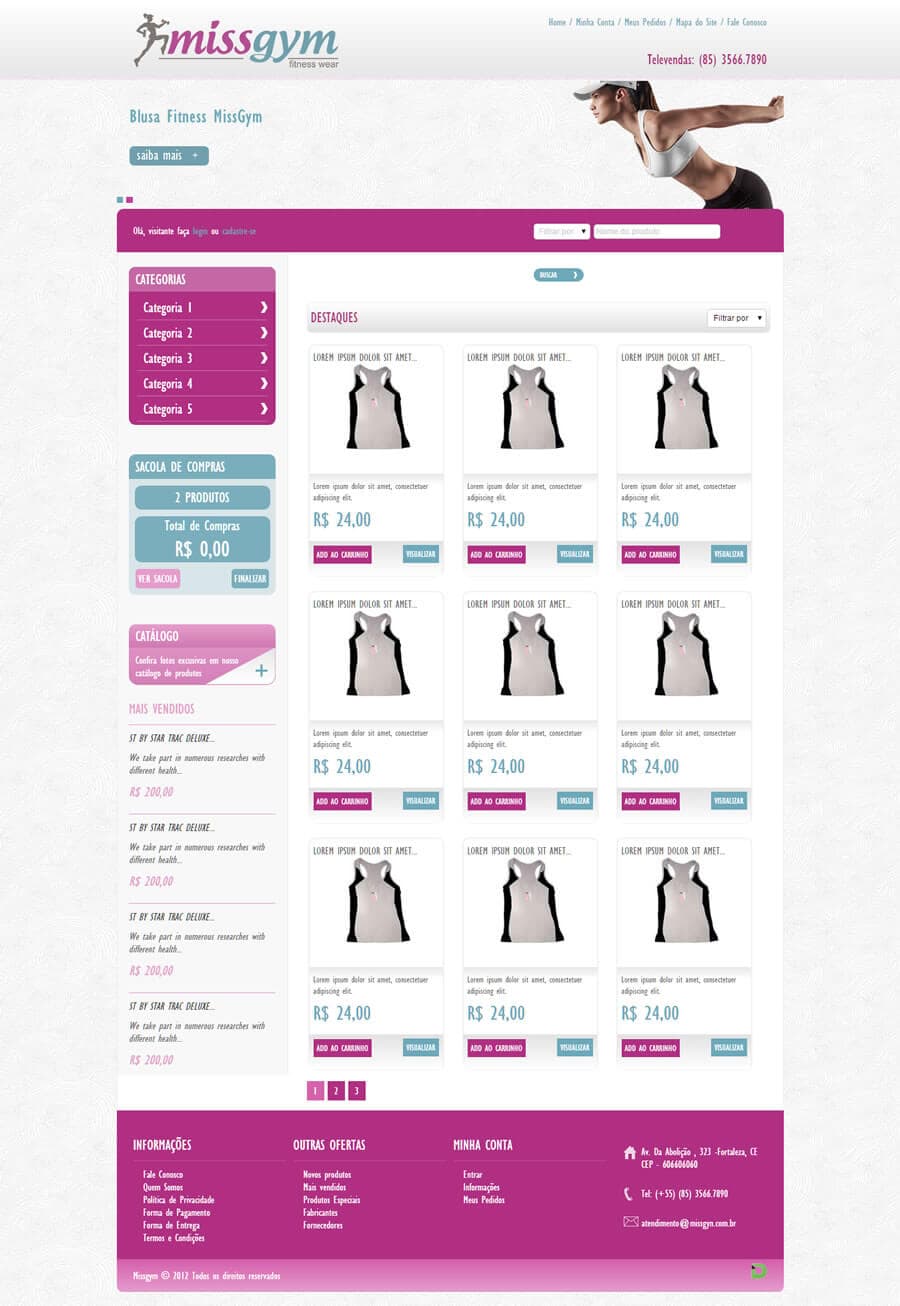 missgym
fitness wear
Home / Minha Conta / Meus Pedidos / Mapa do Site / Fale Conosco
Televendas: (85) 3566.7890
Blusa Fitness MissGym
saiba mais +
Olá, visitante faça login ou cadastre-se
Filtrar por
Nome do produto
BUSCAR
CATEGORIAS
Categoria 1
Categoria 2
Categoria 3
Categoria 4
Categoria 5
SACOLA DE COMPRAS
2 PRODUTOS
Total de Compras
R$ 0,00
VER SACOLA
FINALIZAR
CATÁLOGO
Confira fotos excusivas em nosso
catálogo de produtos
+
MAIS VENDIDOS
ST BY STAR TRAC DELUXE...
We take part in numerous researches with
different health...
R$ 200,00
ST BY STAR TRAC DELUXE...
We take part in numerous researches with
different health...
R$ 200,00
ST BY STAR TRAC DELUXE...
We take part in numerous researches with
different health...
R$ 200,00
ST BY STAR TRAC DELUXE...
We take part in numerous researches with
different health...
R$ 200,00
DESTAQUES
Filtrar por
LOREM IPSUM DOLOR SIT AMET...
Lorem ipsum dolor sit amet, consectetuer
adipiscing elit.
R$ 24,00
ADD AO CARRINHO
VISUALIZAR
LOREM IPSUM DOLOR SIT AMET...
Lorem ipsum dolor sit amet, consectetuer
adipiscing elit.
R$ 24,00
ADD AO CARRINHO
VISUALIZAR
LOREM IPSUM DOLOR SIT AMET...
Lorem ipsum dolor sit amet, consectetuer
adipiscing elit.
R$ 24,00
ADD AO CARRINHO
VISUALIZAR
LOREM IPSUM DOLOR SIT AMET...
Lorem ipsum dolor sit amet, consectetuer
adipiscing elit.
R$ 24,00
ADD AO CARRINHO
VISUALIZAR
LOREM IPSUM DOLOR SIT AMET...
Lorem ipsum dolor sit amet, consectetuer
adipiscing elit.
R$ 24,00
ADD AO CARRINHO
VISUALIZAR
LOREM IPSUM DOLOR SIT AMET...
Lorem ipsum dolor sit amet, consectetuer
adipiscing elit.
R$ 24,00
ADD AO CARRINHO
VISUALIZAR
LOREM IPSUM DOLOR SIT AMET...
Lorem ipsum dolor sit amet, consectetuer
adipiscing elit.
R$ 24,00
ADD AO CARRINHO
VISUALIZAR
LOREM IPSUM DOLOR SIT AMET...
Lorem ipsum dolor sit amet, consectetuer
adipiscing elit.
R$ 24,00
ADD AO CARRINHO
VISUALIZAR
LOREM IPSUM DOLOR SIT AMET...
Lorem ipsum dolor sit amet, consectetuer
adipiscing elit.
R$ 24,00
ADD AO CARRINHO
VISUALIZAR
1 2 3
INFORMAÇÕES
Fale Conosco
Quem Somos
Política de Privacidade
Forma de Pagamento
Forma de Entrega
Termos e Condições
OUTRAS OFERTAS
Novos produtos
Mais vendidos
Produtos Especiais
Fabricantes
Fornecedores
MINHA CONTA
Entrar
Informações
Meus Pedidos
Av. Da Abolição , 323 -Fortaleza, CE
CEP - 606606060
Tel: (+55) (85) 3566.7890
atendimento@missgyn.com.br
Missgym © 2012 Todos os direitos reservados